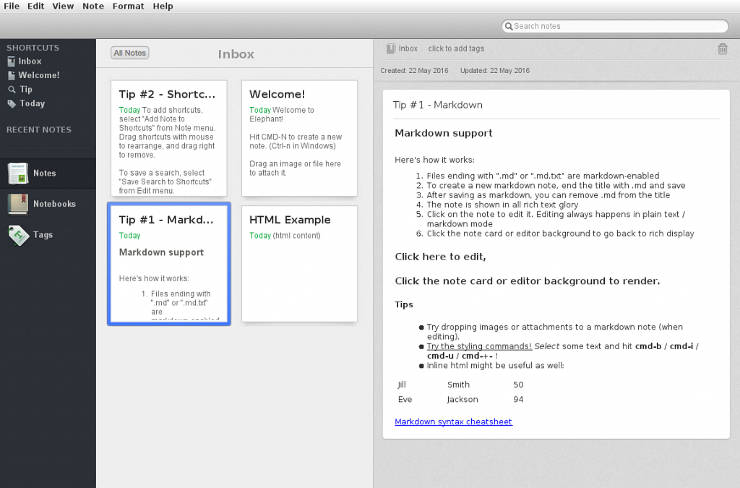 File Edit View Note Format Help
Search notes
SHORTCUTS
Inbox
Welcome!
Tip
Today
RECENT NOTES
Notes
Notebooks
Tags
All Notes
Inbox
Tip #2 - Shortc...
Today To add shortcuts,
select "Add Note to
Shortcuts" from Note menu.
Drag shortcuts with mouse
to rearrange, and drag right
to remove.
To save a search, select
"Save Search to Shortcuts"
from Edit menu.
Welcome!
Today Welcome to
Elephant!
Hit CMD-N to create a new
note. (Ctrl-n in Windows)
Drag an image or file here
to attach it.
Tip #1 - Markd...
Today
Markdown support
Here's how it works:
1. Files ending with
".md" or ".md.txt"
are
markdown-enabled
HTML Example
Today (html content)
Inbox click to add tags
Created: 22 May 2016 Updated: 22 May 2016
Tip #1 - Markdown
Markdown support
Here's how it works:
1. Files ending with ".md" or ".md.txt" are markdown-enabled
2. To create a new markdown note, end the title with .md and save
3. After saving as markdown, you can remove .md from the title
4. The note is shown in all rich text glory
5. Click on the note to edit it. Editing always happens in plain text /
markdown mode
6. Click the note card or editor background to go back to rich display
Click here to edit,
Click the note card or editor background to render.
Tips
● Try dropping images or attachments to a markdown note (when
editing).
● Try the styling commands! Select some text and hit cmd-b / cmd-i /
cmd-u / cmd-+- !
● Inline html might be useful as well:
Jill Smith 50
Eve Jackson 94
Markdown syntax cheatsheet